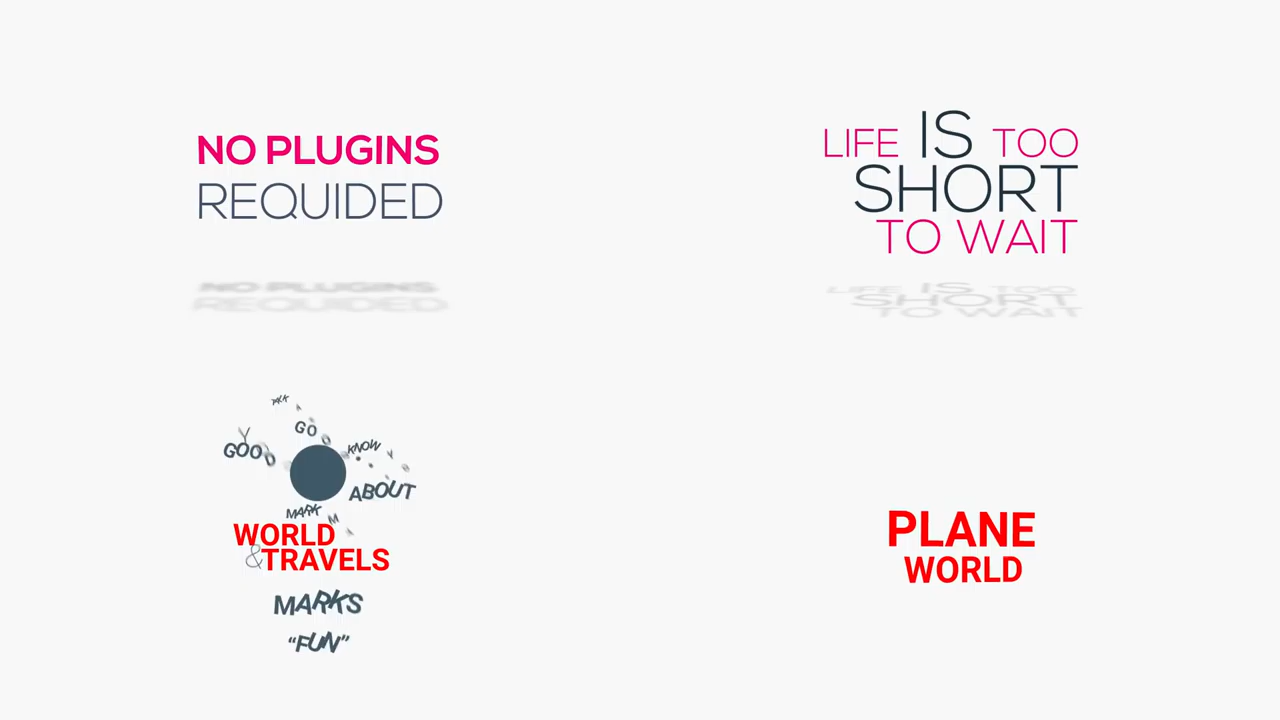 NO PLUGINS
REQUIDED
LIFE IS TOO
SHORT
TO WAIT
GO
GOOD
KNOW
ABOUT
MARK
WORLD
&TRAVELS
MARKS
“FUN”
PLANE
WORLD